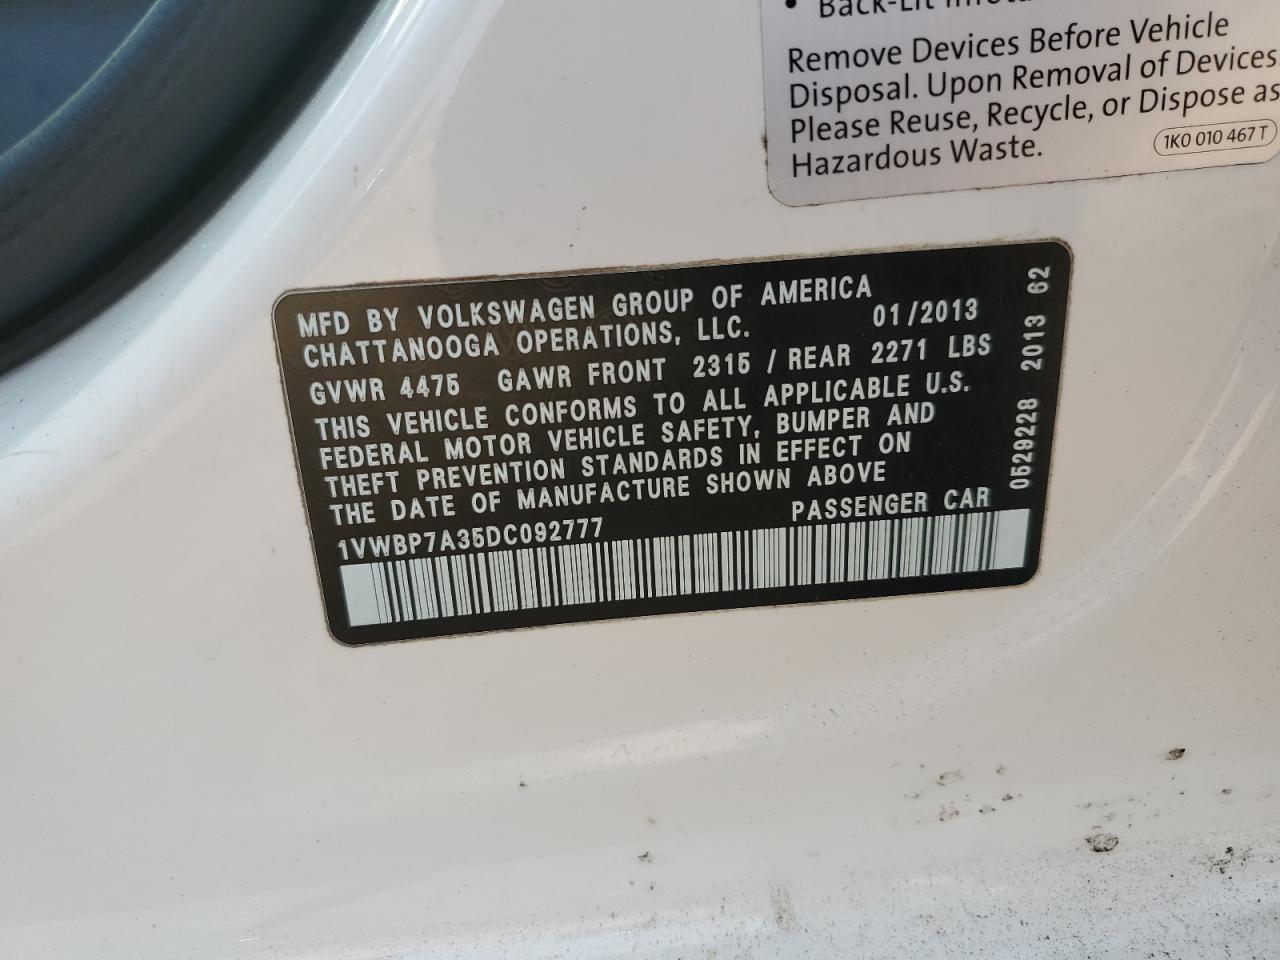 • Back-Lit
Remove Devices Before Vehicle
Disposal. Upon Removal of Devices
Please Reuse, Recycle, or Dispose as
Hazardous Waste.
1K0 010 467 T
MFD BY VOLKSWAGEN GROUP OF AMERICA
CHATTANOOGA OPERATIONS, LLC. 01/2013
GVWR 4475 GAWR FRONT 2315 / REAR 2271 LBS
THIS VEHICLE CONFORMS TO ALL APPLICABLE U.S.
FEDERAL MOTOR VEHICLE SAFETY, BUMPER AND
THEFT PREVENTION STANDARDS IN EFFECT ON
THE DATE OF MANUFACTURE SHOWN ABOVE
1VWBP7A35DC092777 PASSENGER CAR
0529228 2013 62